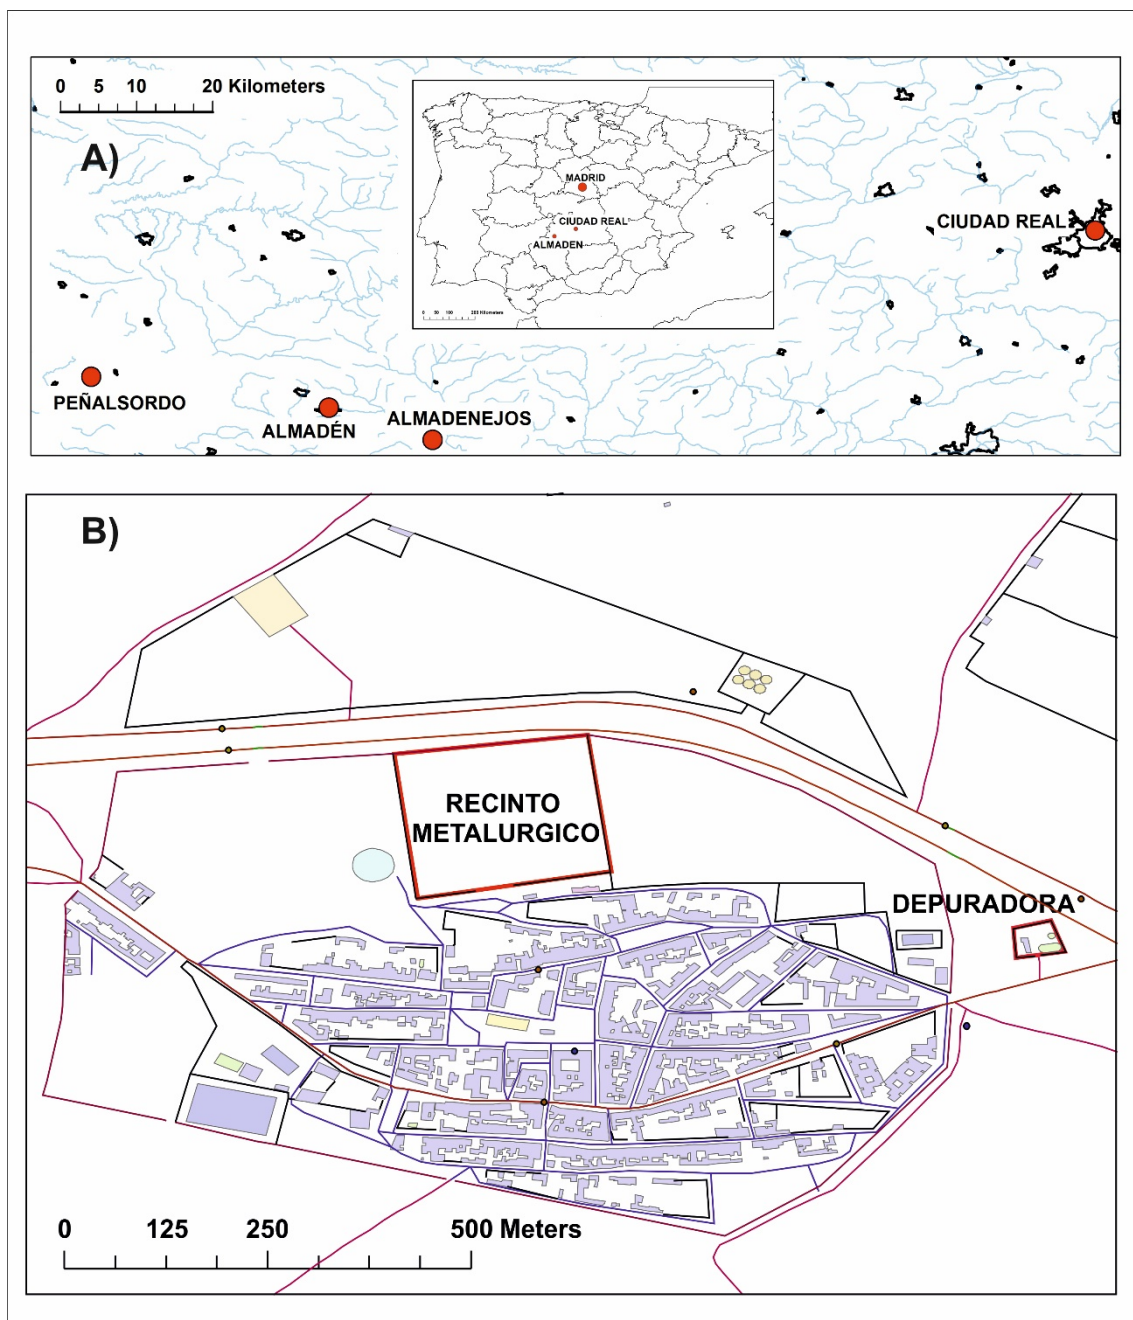 0 5 10 20 Kilometers
A)
MADRID
CIUDAD REAL
ALMADEN
CIUDAD REAL
PEÑALSORDO
ALMADÉN
ALMADENEJOS
B)
RECINTO
METALURGICO
DEPURADORA
0 125 250 500 Meters